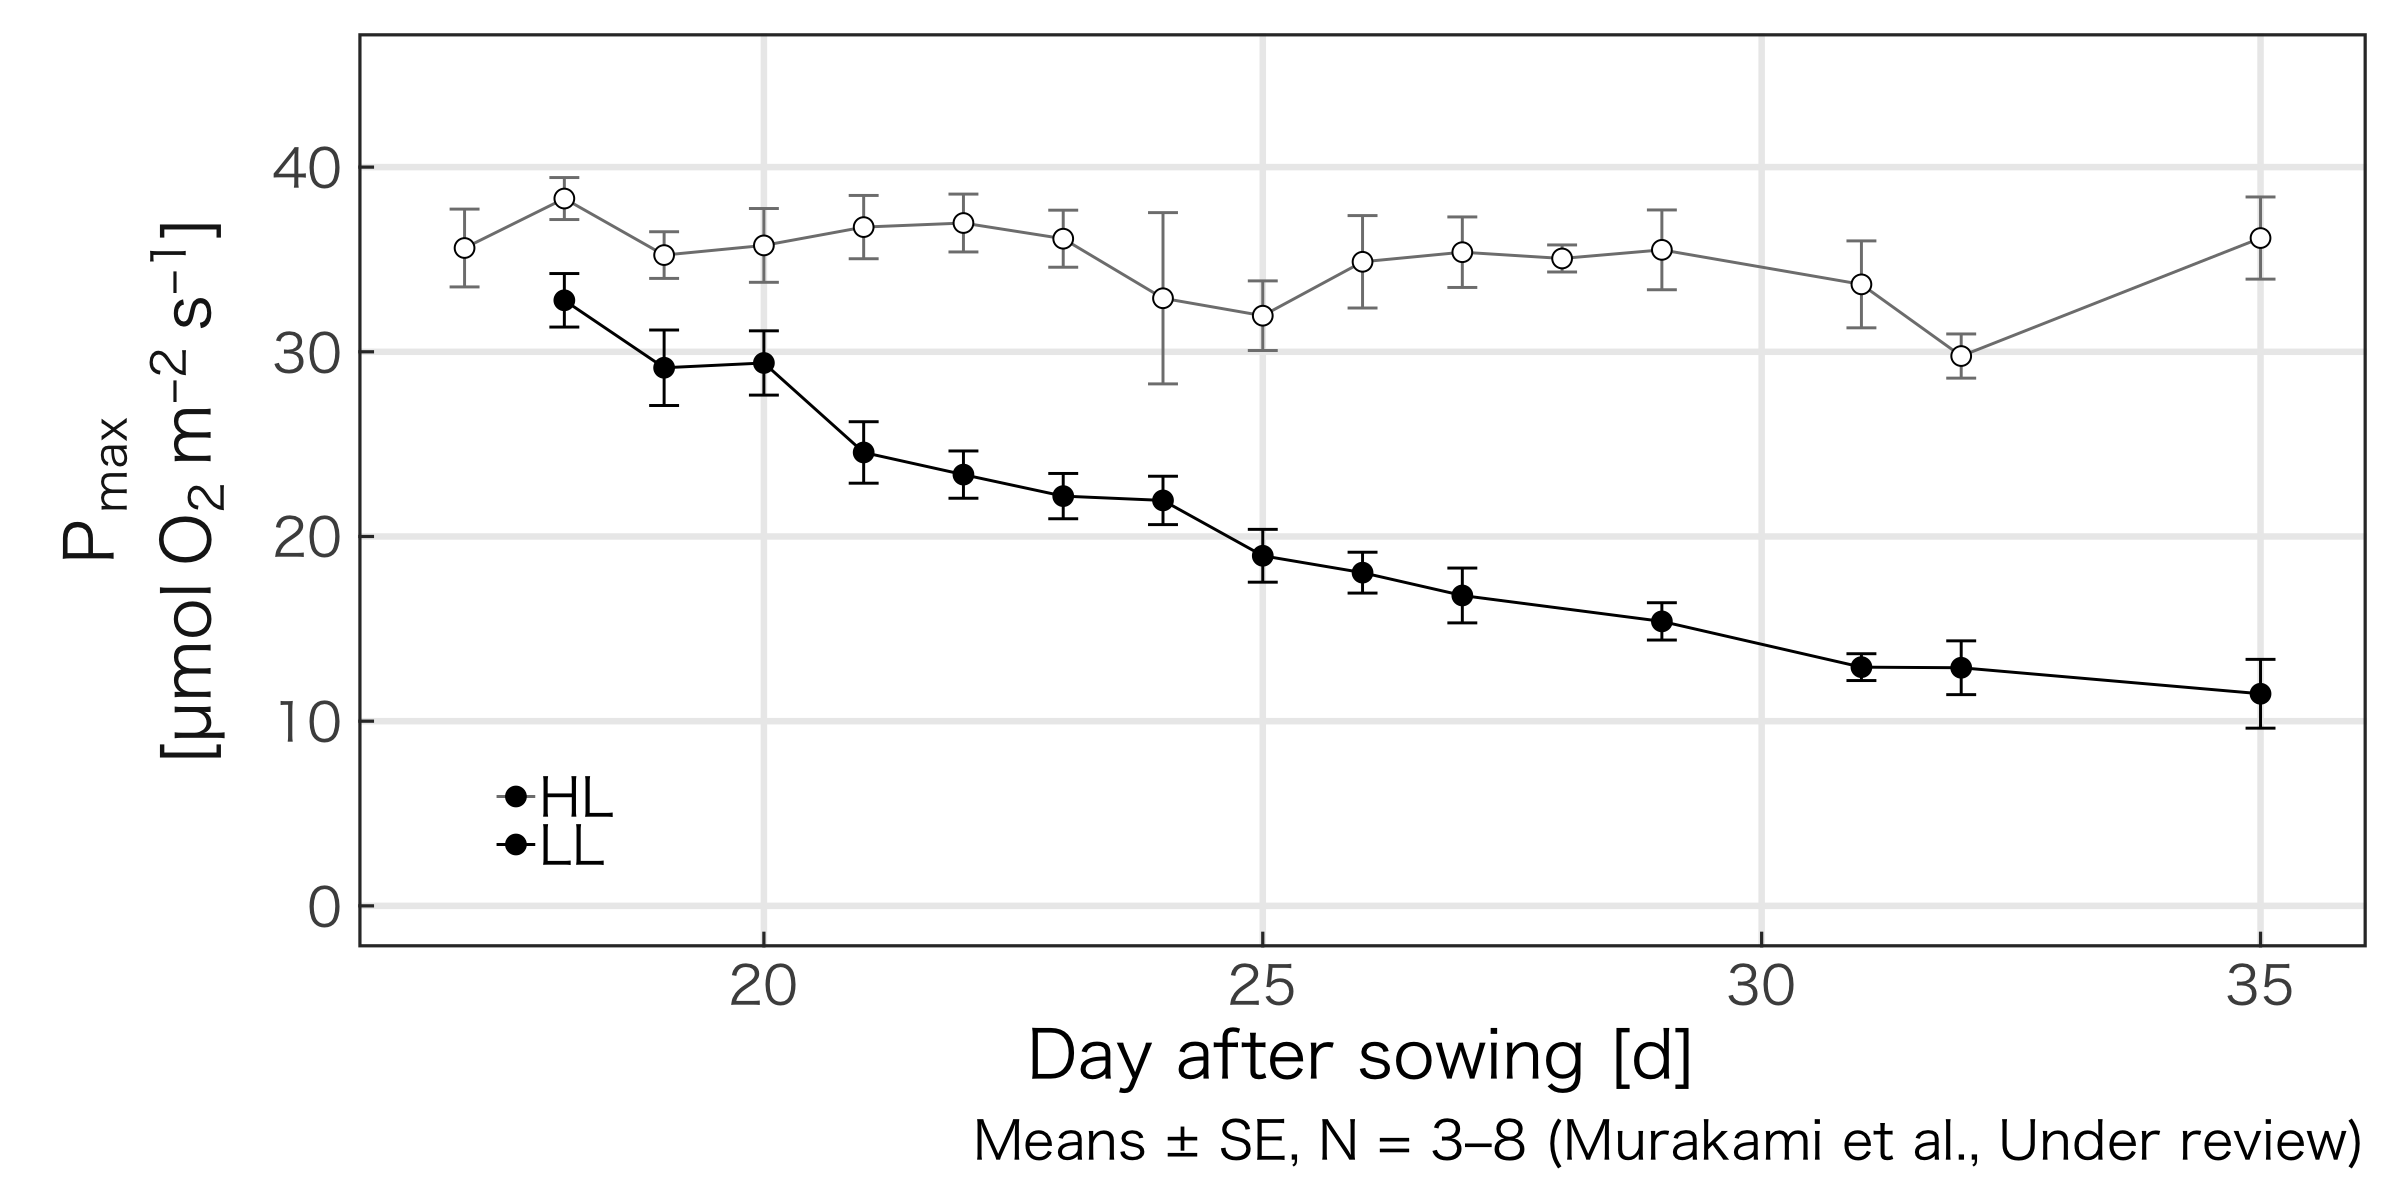 P max
[µmol O₂ m⁻² s⁻¹]
40
30
20
10
0
HL
LL
20 25 30 35
Day after sowing [d]
Means ± SE, N = 3–8 (Murakami et al., Under review)